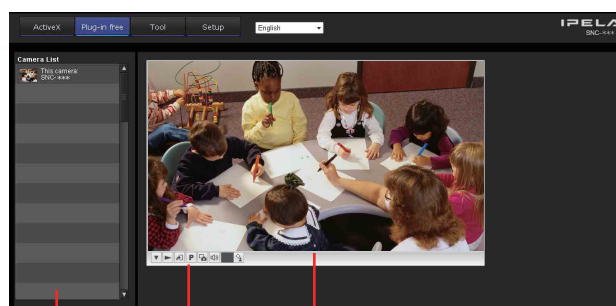 ActiveX Plug-in free Tool Setup English
IPELA
SNC-***
Camera List
This camera
SNC-***
P